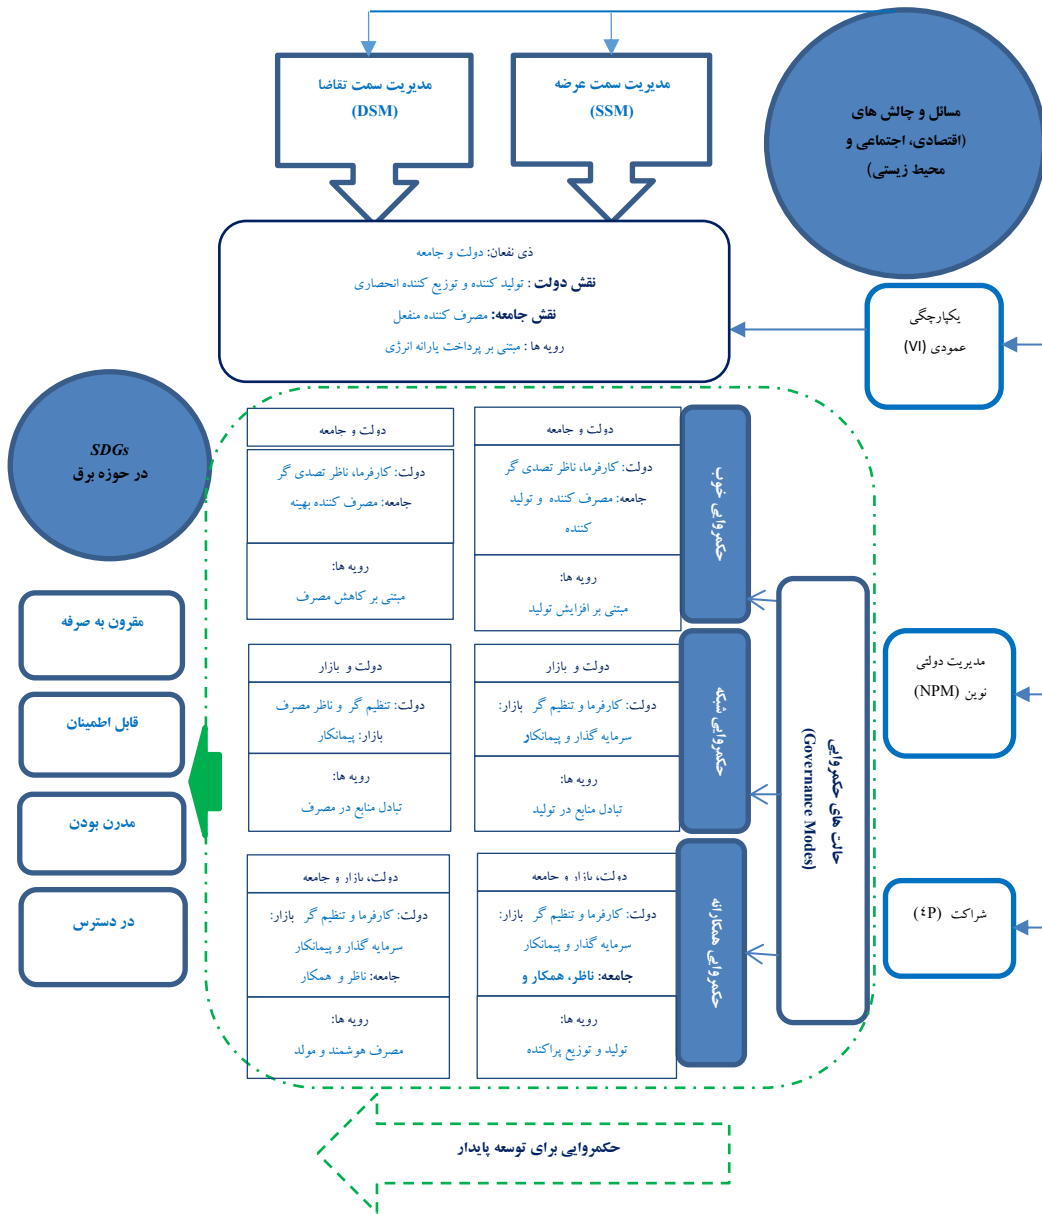 مسائل و چالش های
(اقتصادی، اجتماعی و
محیط زیستی)
مدیریت سمت عرضه
(SSM)
مدیریت سمت تقاضا
(DSM)
ذی نفعان: دولت و جامعه
نقش دولت : تولید کننده و توزیع کننده انحصاری
نقش جامعه: مصرف کننده منفعل
رویه ها : مبتنی بر پرداخت یارانه انرژی
یکپارچگی
عمودی (VI)
مدیریت دولتی
نوین (NPM)
شراکت (٤P)
حالت های حکمروایی
(Governance Modes)
حکمروایی خوب
دولت و جامعه
دولت: کارفرما، ناظر تصدی گر
جامعه: مصرف کننده و تولید
کننده
رویه ها:
مبتنی بر افزایش تولید
دولت و جامعه
دولت: کارفرما، ناظر تصدی گر
جامعه: مصرف کننده بهینه
رویه ها:
مبتنی بر کاهش مصرف
حکمروایی شبکه
دولت و بازار
دولت: کارفرما و تنظیم گر بازار:
سرمایه گذار و پیمانکار
رویه ها:
تبادل منابع در تولید
دولت و بازار
دولت: تنظیم گر و ناظر مصرف
بازار: پیمانکار
رویه ها:
تبادل منابع در مصرف
حکمروایی همکارانه
دولت، بازار و جامعه
دولت: کارفرما و تنظیم گر بازار:
سرمایه گذار و پیمانکار
جامعه: ناظر، همکار و
رویه ها:
تولید و توزیع پراکنده
دولت، بازار و جامعه
دولت: کارفرما و تنظیم گر بازار:
سرمایه گذار و پیمانکار
جامعه: ناظر و همکار
رویه ها:
مصرف هوشمند و مولد
SDGs
در حوزه برق
مقرون به صرفه
قابل اطمینان
مدرن بودن
در دسترس
حکمروایی برای توسعه پایدار